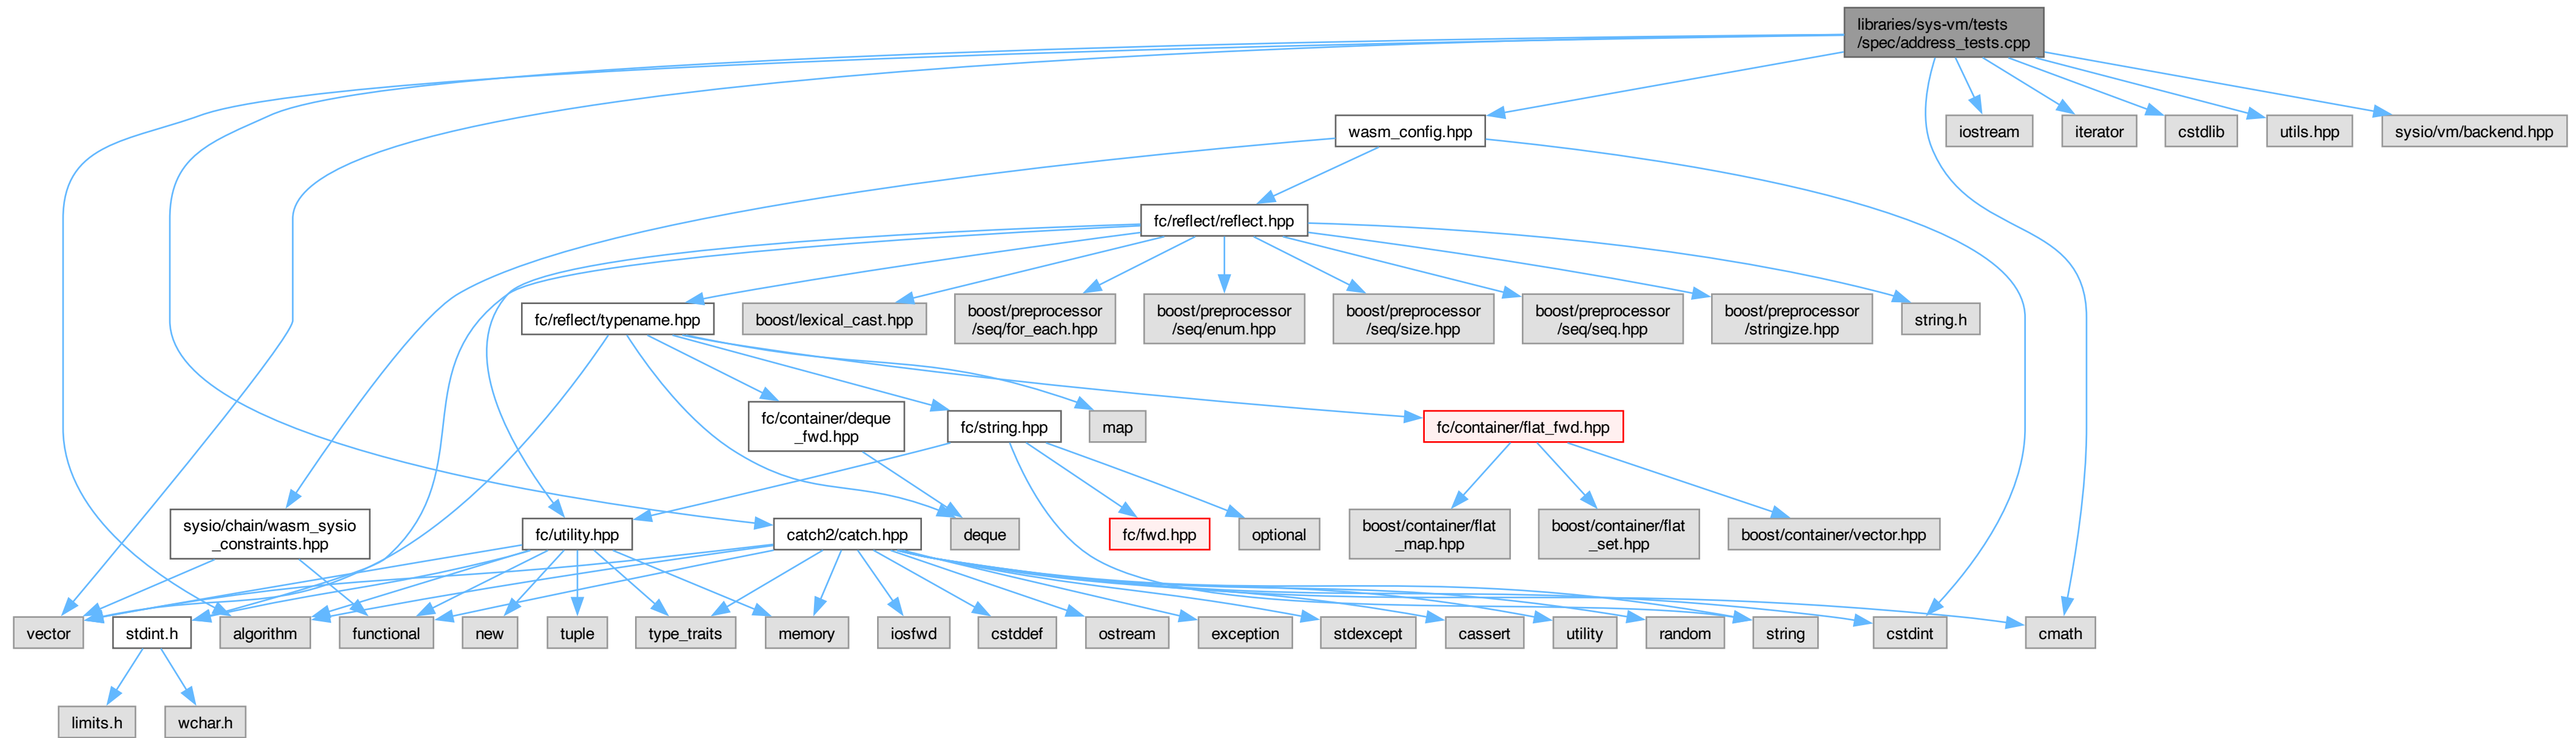 libraries/sys-vm/tests
/spec/address_tests.cpp
wasm_config.hpp
iostream
iterator
cstdlib
utils.hpp
sysio/vm/backend.hpp
fc/reflect/reflect.hpp
fc/reflect/typename.hpp
boost/lexical_cast.hpp
boost/preprocessor
/seq/for_each.hpp
boost/preprocessor
/seq/enum.hpp
boost/preprocessor
/seq/size.hpp
boost/preprocessor
/seq/seq.hpp
boost/preprocessor
/stringize.hpp
string.h
fc/container/deque
_fwd.hpp
fc/string.hpp
map
fc/container/flat_fwd.hpp
sysio/chain/wasm_sysio
_constraints.hpp
fc/utility.hpp
catch2/catch.hpp
deque
fc/fwd.hpp
optional
boost/container/flat
_map.hpp
boost/container/flat
_set.hpp
boost/container/vector.hpp
vector
stdint.h
algorithm
functional
new
tuple
type_traits
memory
iosfwd
cstddef
ostream
exception
stdexcept
cassert
utility
random
string
cstdint
cmath
limits.h
wchar.h